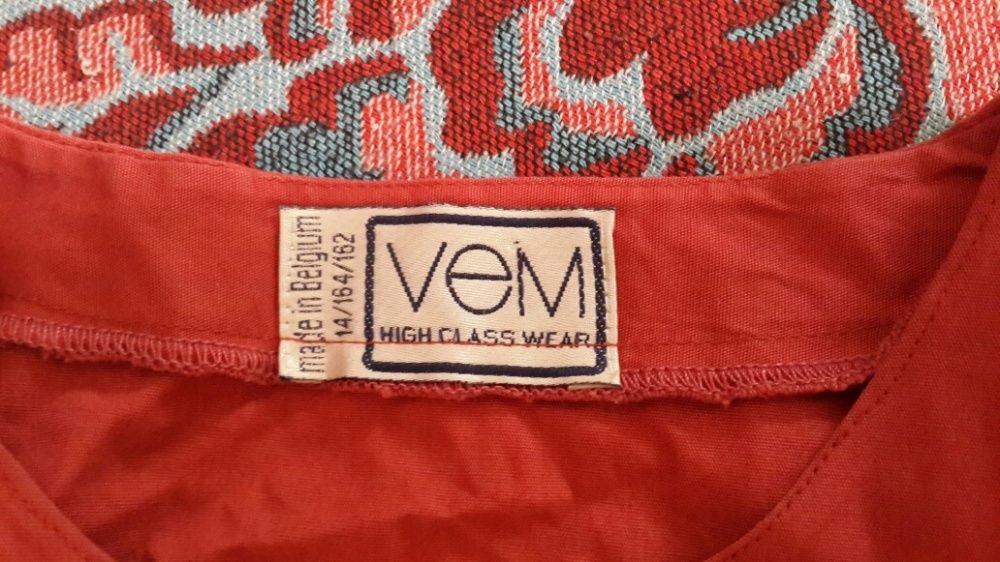 made in Belgium
14/164/162
VeM
HIGH CLASS WEAR